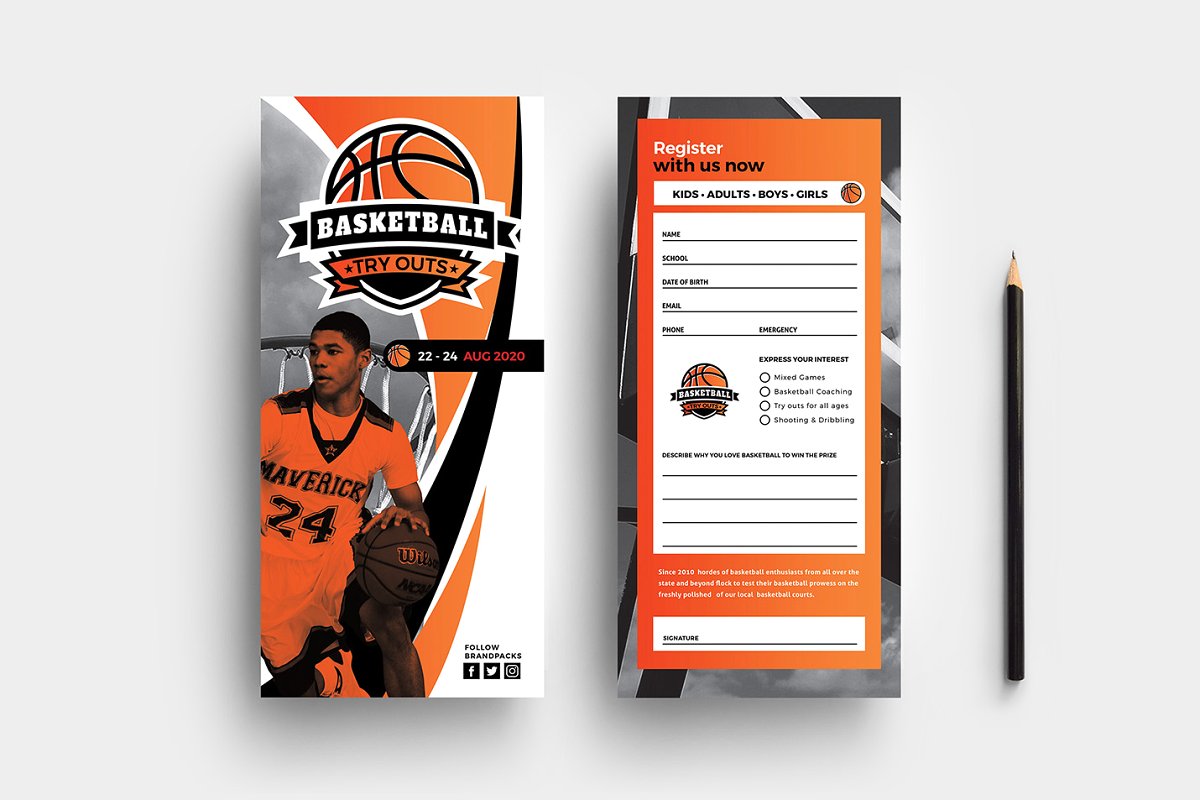 BASKETBALL
★TRY OUTS★
22 - 24 AUG 2020
MAVERICK
24
Wilson
NCAA
FOLLOW
BRANDPACKS
Register
with us now
KIDS • ADULTS • BOYS • GIRLS
NAME
SCHOOL
DATE OF BIRTH
EMAIL
PHONE EMERGENCY
EXPRESS YOUR INTEREST
Mixed Games
Basketball Coaching
Try outs for all ages
Shooting & Dribbling
BASKETBALL
★TRY OUTS★
DESCRIBE WHY YOU LOVE BASKETBALL TO WIN THE PRIZE
Since 2010 hordes of basketball enthusiasts from all over the
state and beyond flock to test their basketball prowess on the
freshly polished of our local basketball courts.
SIGNATURE